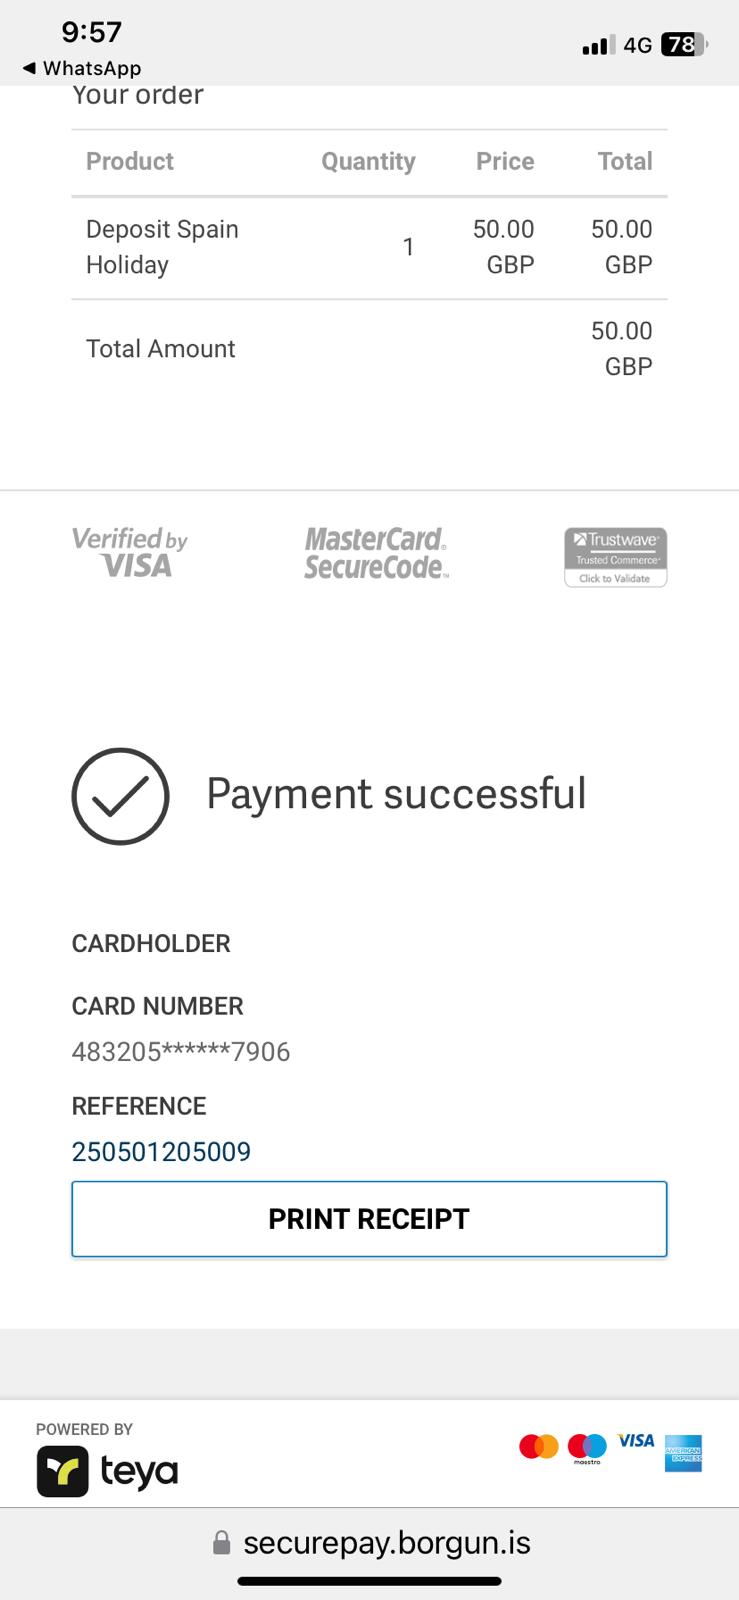 9:57
4G 78
◀ WhatsApp
Your order
Product Quantity Price Total
Deposit Spain Holiday 1 50.00 GBP 50.00 GBP
Total Amount 50.00 GBP
Verified by
VISA
MasterCard®
SecureCode™
Trustwave®
Trusted Commerce®
Click to Validate
Payment successful
CARDHOLDER
CARD NUMBER
483205******7906
REFERENCE
250501205009
PRINT RECEIPT
POWERED BY
teya
maestro
VISA
AMERICAN
EXPRESS
securepay.borgun.is